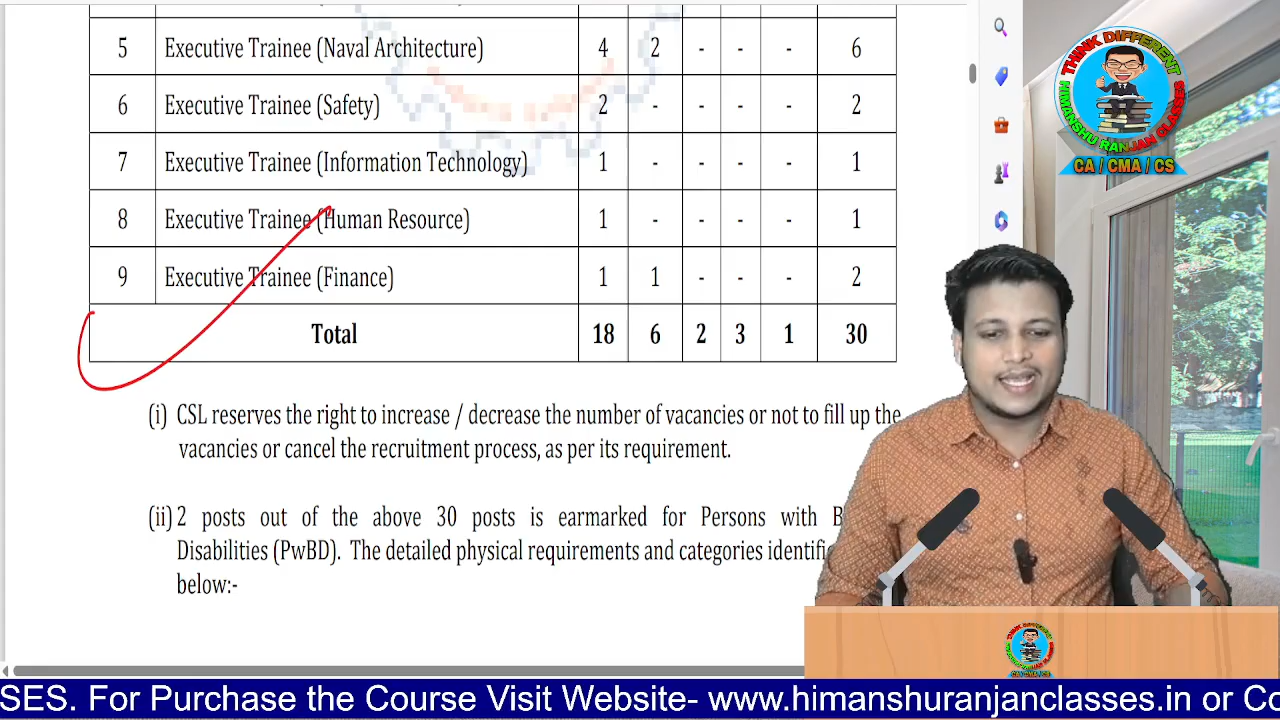 5 Executive Trainee (Naval Architecture) 4 2 - - - 6
6 Executive Trainee (Safety) 2 - - - - 2
7 Executive Trainee (Information Technology) 1 - - - - 1
8 Executive Trainee (Human Resource) 1 - - - - 1
9 Executive Trainee (Finance) 1 1 - - - 2
Total 18 6 2 3 1 30
(i) CSL reserves the right to increase / decrease the number of vacancies or not to fill up the
vacancies or cancel the recruitment process, as per its requirement.
(ii) 2 posts out of the above 30 posts is earmarked for Persons with
Disabilities (PwBD). The detailed physical requirements and categories
below:-
THINK DIFFERENT
HIMANSHU RANJAN CLASSES
CA / CMA / CS
SES. For Purchase the Course Visit Website- www.himanshuranjanclasses.in or Co